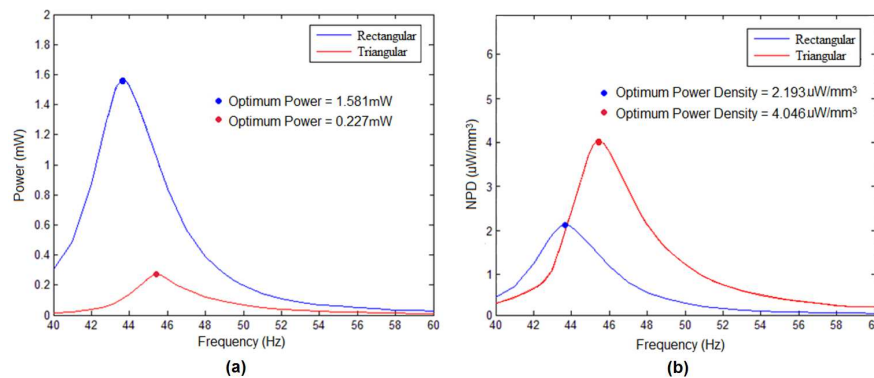 2
1.8
1.6
1.4
1.2
1
0.8
0.6
0.4
0.2
0
Power (mW)
Rectangular
Triangular
Optimum Power = 1.581mW
Optimum Power = 0.227mW
40 42 44 46 48 50 52 54 56 58 60
Frequency (Hz)
(a)
6
5
4
3
2
1
0
NPD (uW/mm³)
Rectangular
Triangular
Optimum Power Density = 2.193uW/mm³
Optimum Power Density = 4.046uW/mm³
40 42 44 46 48 50 52 54 56 58 60
Frequency (Hz)
(b)